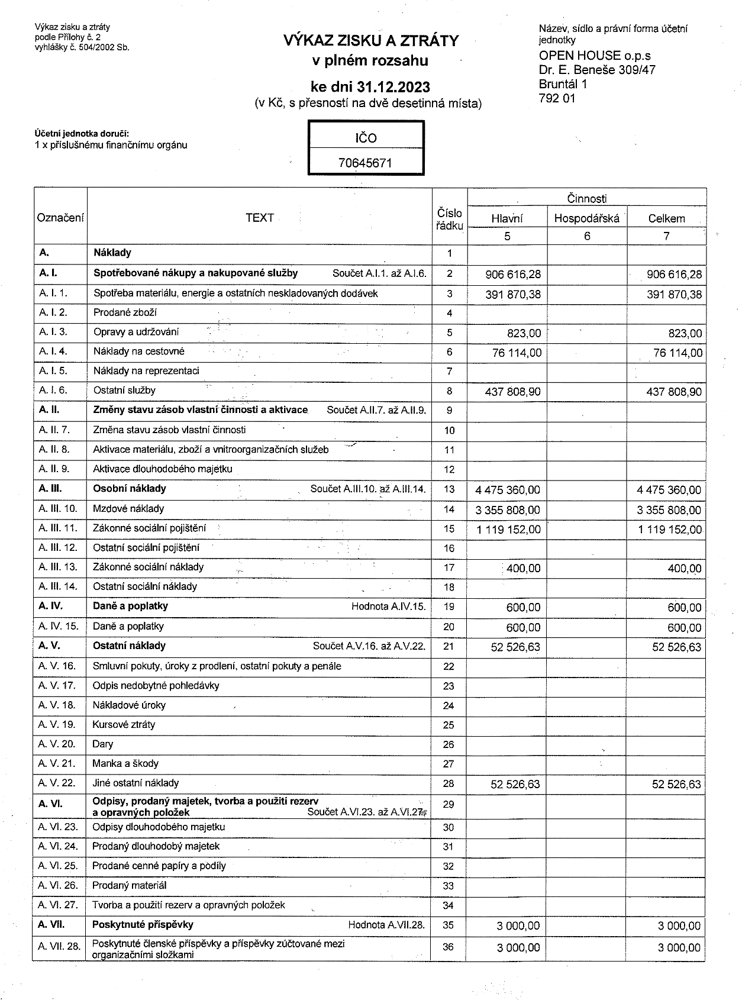 Výkaz zisku a ztráty
podle Přílohy č. 2
vyhlášky č. 504/2002 Sb.
VÝKAZ ZISKU A ZTRÁTY
v plném rozsahu
ke dni 31.12.2023
(v Kč, s přesností na dvě desetinná místa)
Název, sídlo a právní forma účetní
jednotky
OPEN HOUSE o.p.s
Dr. E. Beneše 309/47
Bruntál 1
792 01
Účetní jednotka doručí:
1 x příslušnému finančnímu orgánu
IČO
70645671
Označení TEXT Číslo řádku Činnosti
Hlavní Hospodářská Celkem
5 6 7
A. Náklady 1
A. I. Spotřebované nákupy a nakupované služby Součet A.I.1. až A.I.6. 2 906 616,28 906 616,28
A. I. 1. Spotřeba materiálu, energie a ostatních neskladovaných dodávek 3 391 870,38 391 870,38
A. I. 2. Prodané zboží 4
A. I. 3. Opravy a udržování 5 823,00 823,00
A. I. 4. Náklady na cestovné 6 76 114,00 76 114,00
A. I. 5. Náklady na reprezentaci 7
A. I. 6. Ostatní služby 8 437 808,90 437 808,90
A. II. Změny stavu zásob vlastní činnosti a aktivace Součet A.II.7. až A.II.9. 9
A. II. 7. Změna stavu zásob vlastní činnosti 10
A. II. 8. Aktivace materiálu, zboží a vnitroorganizačních služeb 11
A. II. 9. Aktivace dlouhodobého majetku 12
A. III. Osobní náklady Součet A.III.10. až A.III.14. 13 4 475 360,00 4 475 360,00
A. III. 10. Mzdové náklady 14 3 355 808,00 3 355 808,00
A. III. 11. Zákonné sociální pojištění 15 1 119 152,00 1 119 152,00
A. III. 12. Ostatní sociální pojištění 16
A. III. 13. Zákonné sociální náklady 17 400,00 400,00
A. III. 14. Ostatní sociální náklady 18
A. IV. Daně a poplatky Hodnota A.IV.15. 19 600,00 600,00
A. IV. 15. Daně a poplatky 20 600,00 600,00
A. V. Ostatní náklady Součet A.V.16. až A.V.22. 21 52 526,63 52 526,63
A. V. 16. Smluvní pokuty, úroky z prodlení, ostatní pokuty a penále 22
A. V. 17. Odpis nedobytné pohledávky 23
A. V. 18. Nákladové úroky 24
A. V. 19. Kursové ztráty 25
A. V. 20. Dary 26
A. V. 21. Manka a škody 27
A. V. 22. Jiné ostatní náklady 28 52 526,63 52 526,63
A. VI. Odpisy, prodaný majetek, tvorba a použití rezerv
a opravných položek Součet A.VI.23. až A.VI.27. 29
A. VI. 23. Odpisy dlouhodobého majetku 30
A. VI. 24. Prodaný dlouhodobý majetek 31
A. VI. 25. Prodané cenné papíry a podíly 32
A. VI. 26. Prodaný materiál 33
A. VI. 27. Tvorba a použití rezerv a opravných položek 34
A. VII. Poskytnuté příspěvky Hodnota A.VII.28. 35 3 000,00 3 000,00
A. VII. 28. Poskytnuté členské příspěvky a příspěvky zúčtované mezi
organizačními složkami 36 3 000,00 3 000,00